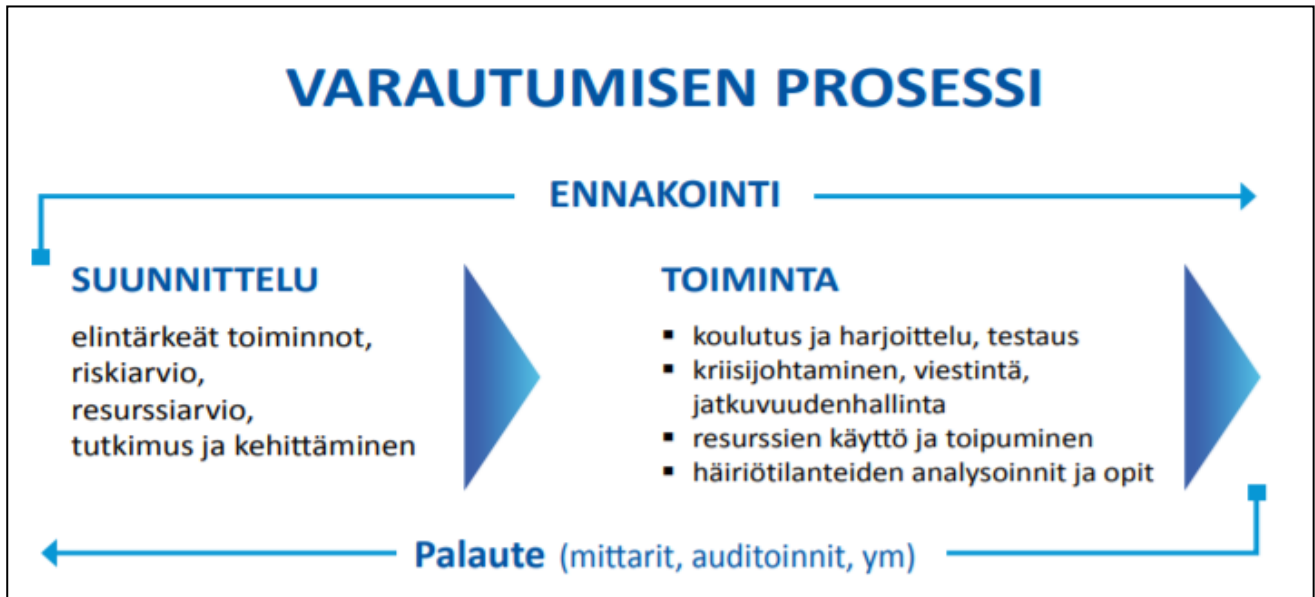 VARAUTUMISEN PROSESSI
ENNAKOINTI
SUUNNITTELU
elintärkeät toiminnot,
riskiarvio,
resurssiarvio,
tutkimus ja kehittäminen
TOIMINTA
▪ koulutus ja harjoittelu, testaus
▪ kriisijohtaminen, viestintä,
jatkuvuudenhallinta
▪ resurssien käyttö ja toipuminen
▪ häiriötilanteiden analysoinnit ja opit
Palaute (mittarit, auditoinnit, ym)